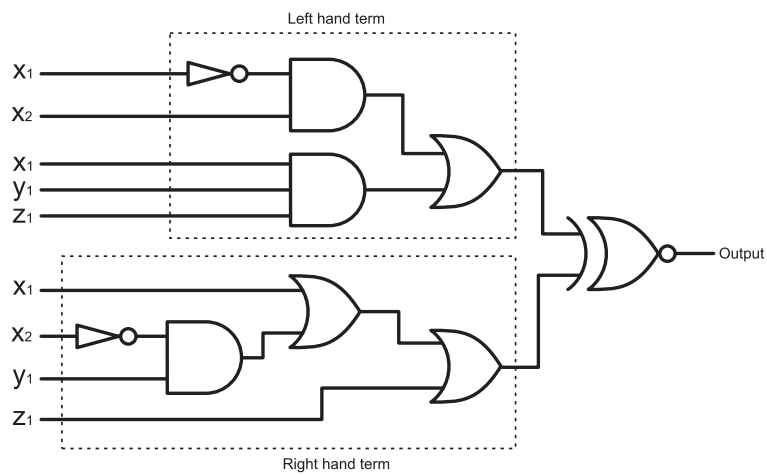 Left hand term
x1
x2
x1
y1
z1
Output
x1
x2
y1
z1
Right hand term